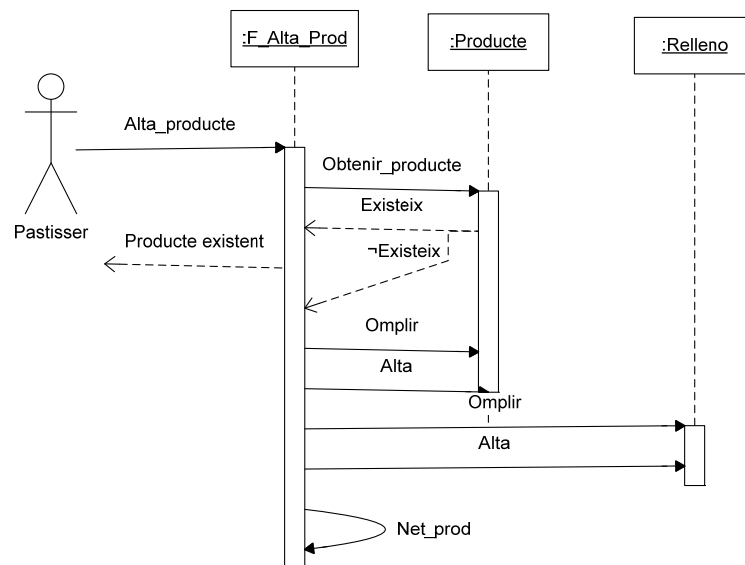 :F_Alta_Prod
:Producte
:Relleno
Alta_producte
Obtenir_producte
Existeix
Pastisser
Producte existent
¬Existeix
Omplir
Alta
Omplir
Alta
Net_prod